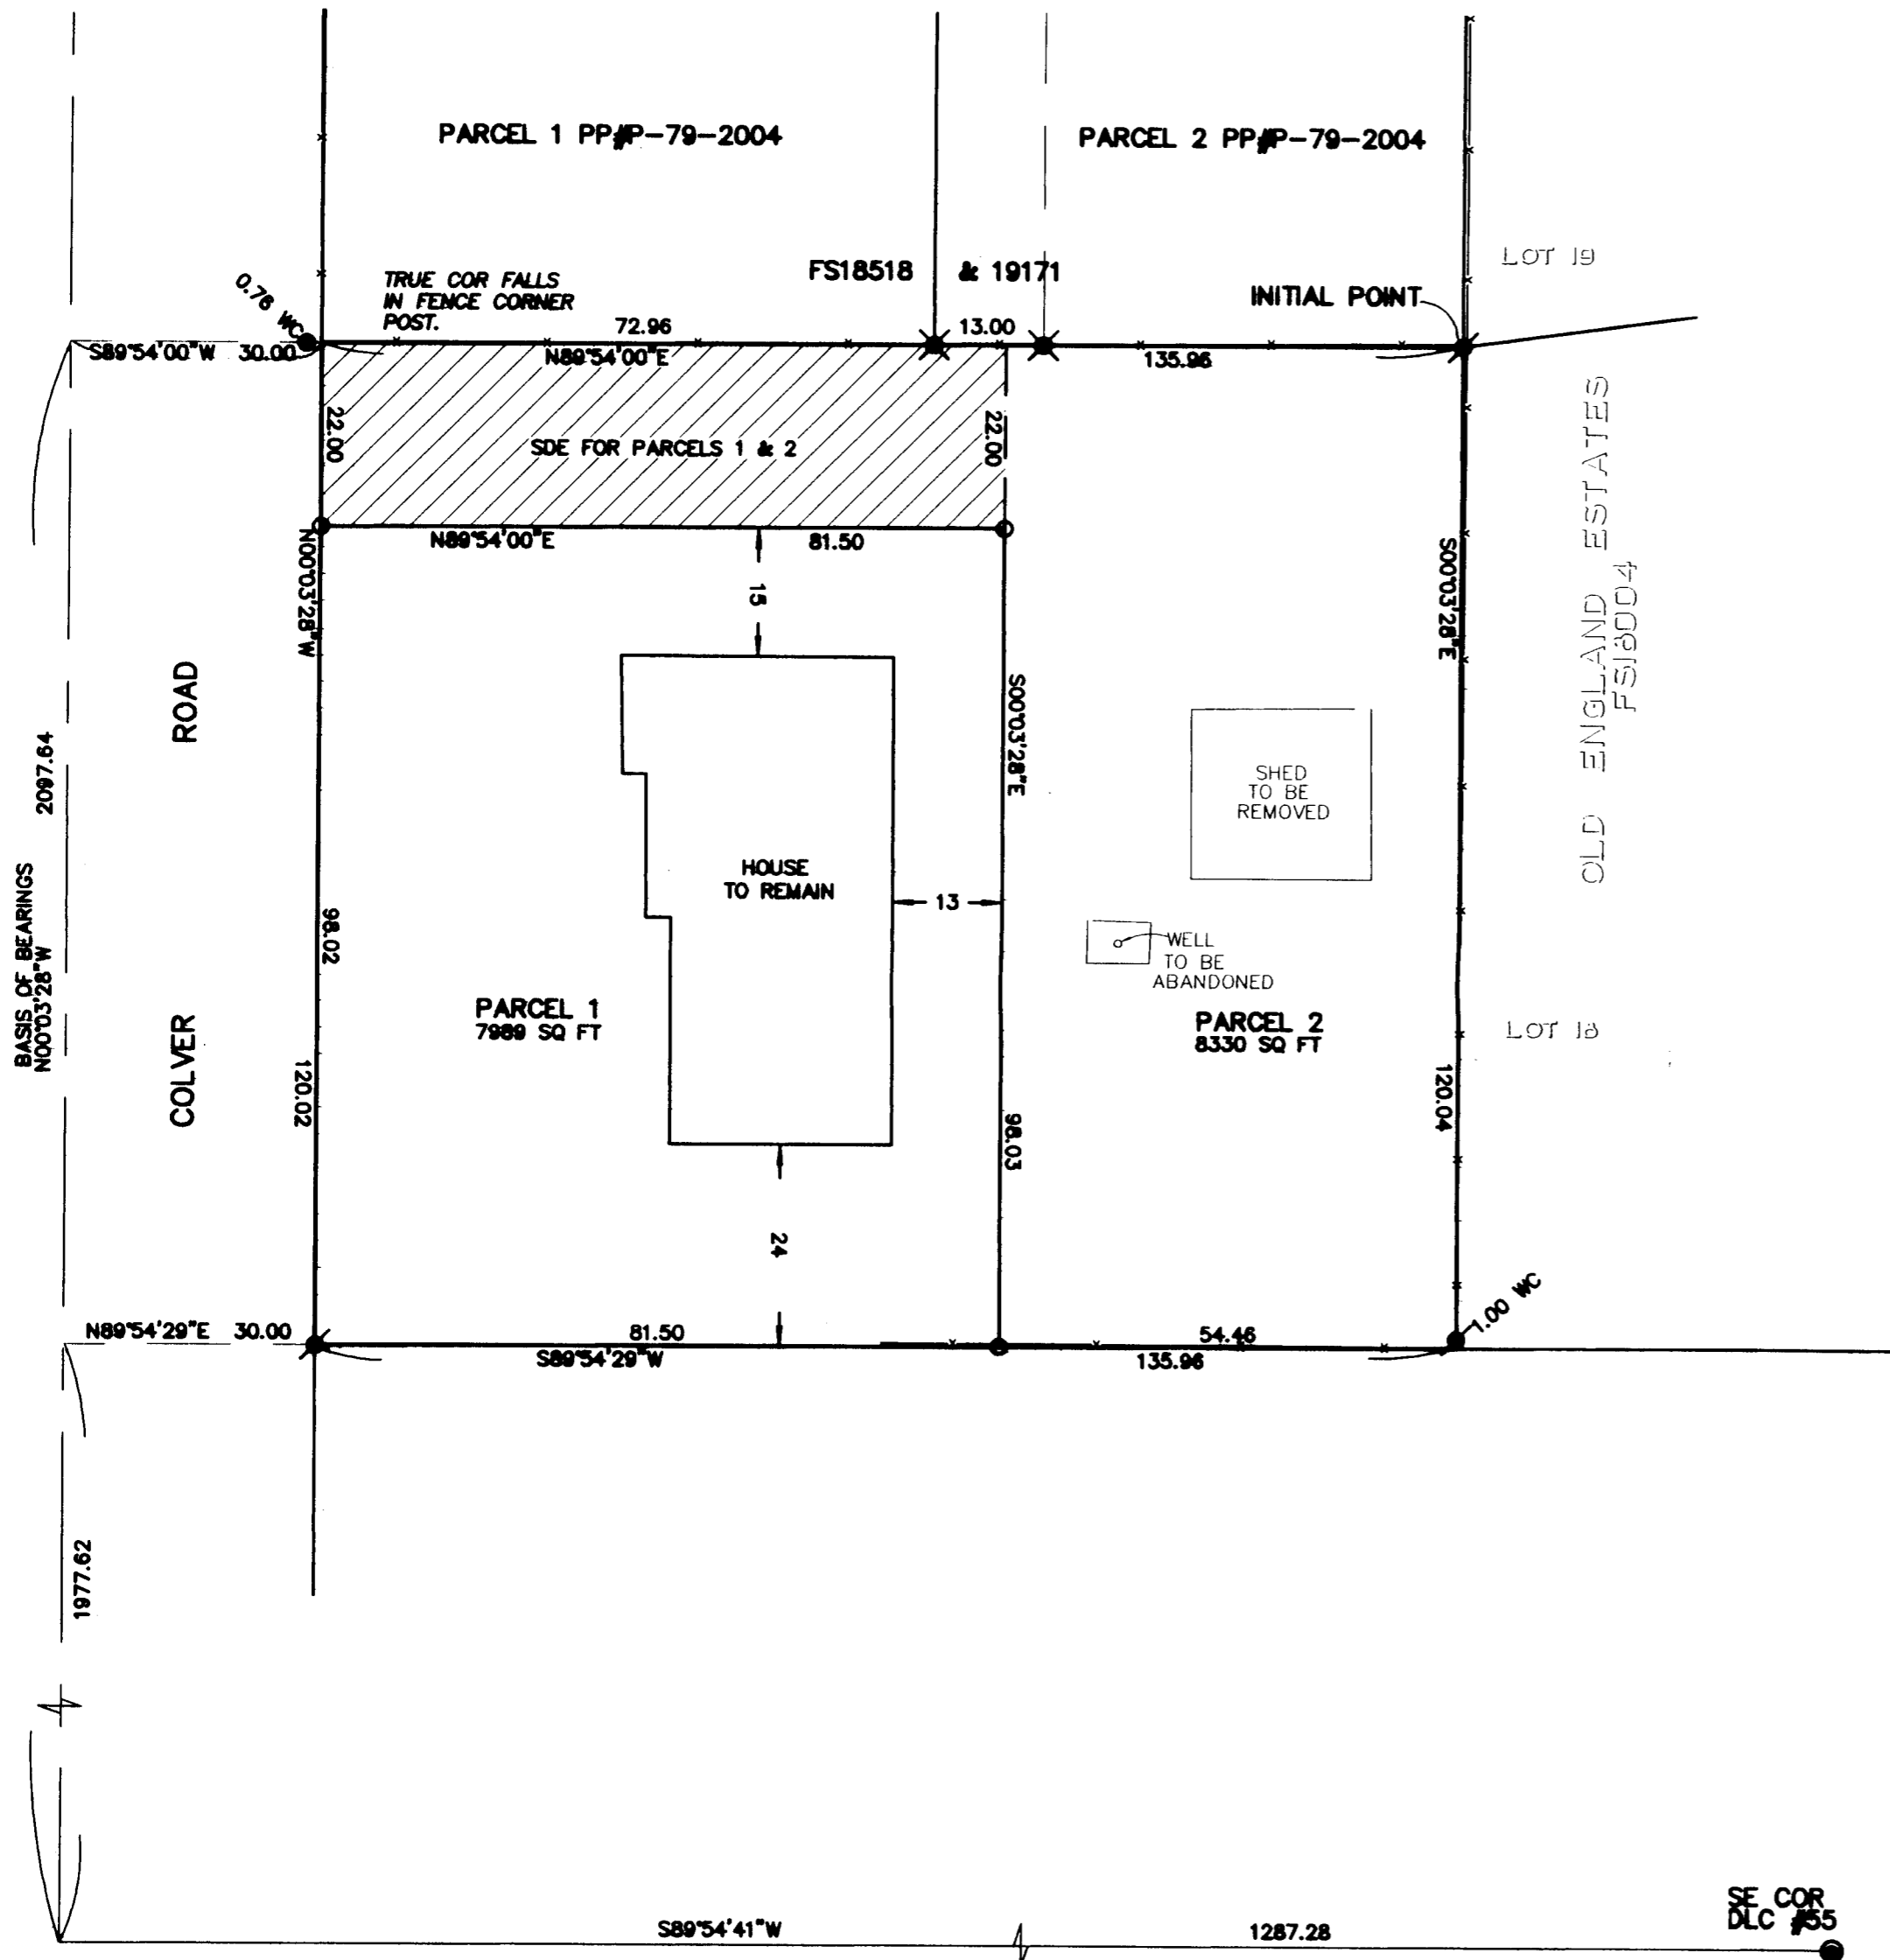 PARCEL 1 PP#P-79-2004
PARCEL 2 PP#P-79-2004
LOT 19
FS18518 & 19171
INITIAL POINT
0.76 WC
TRUE COR FALLS
IN FENCE CORNER
POST.
S89°54'00"W 30.00
72.96
N89°54'00"E
13.00
135.96
22.00
SDE FOR PARCELS 1 & 2
22.00
N89°54'00"E
81.50
N00°03'28"W
15
S00°03'28"E
S00°03'28"E
OLD ENGLAND ESTATES
FS18004
COLVER ROAD
BASIS OF BEARINGS
N00°03'28"W 2097.64
SHED
TO BE
REMOVED
HOUSE
TO REMAIN
13
WELL
TO BE
ABANDONED
98.02
120.02
PARCEL 1
7989 SQ FT
PARCEL 2
8330 SQ FT
LOT 18
98.03
120.04
24
1.00 WC
N89°54'29"E 30.00
81.50
S89°54'29"W
54.46
135.96
1977.62
SE COR
DLC #55
S89°54'41"W
1287.28